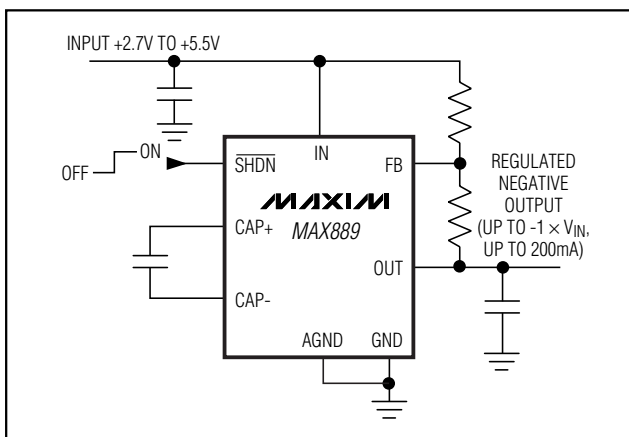 INPUT +2.7V TO +5.5V
OFF
ON
SHDN
IN
FB
MAXIM
MAX889
CAP+
CAP-
OUT
AGND
GND
REGULATED
NEGATIVE
OUTPUT
(UP TO -1 × VIN,
UP TO 200mA)